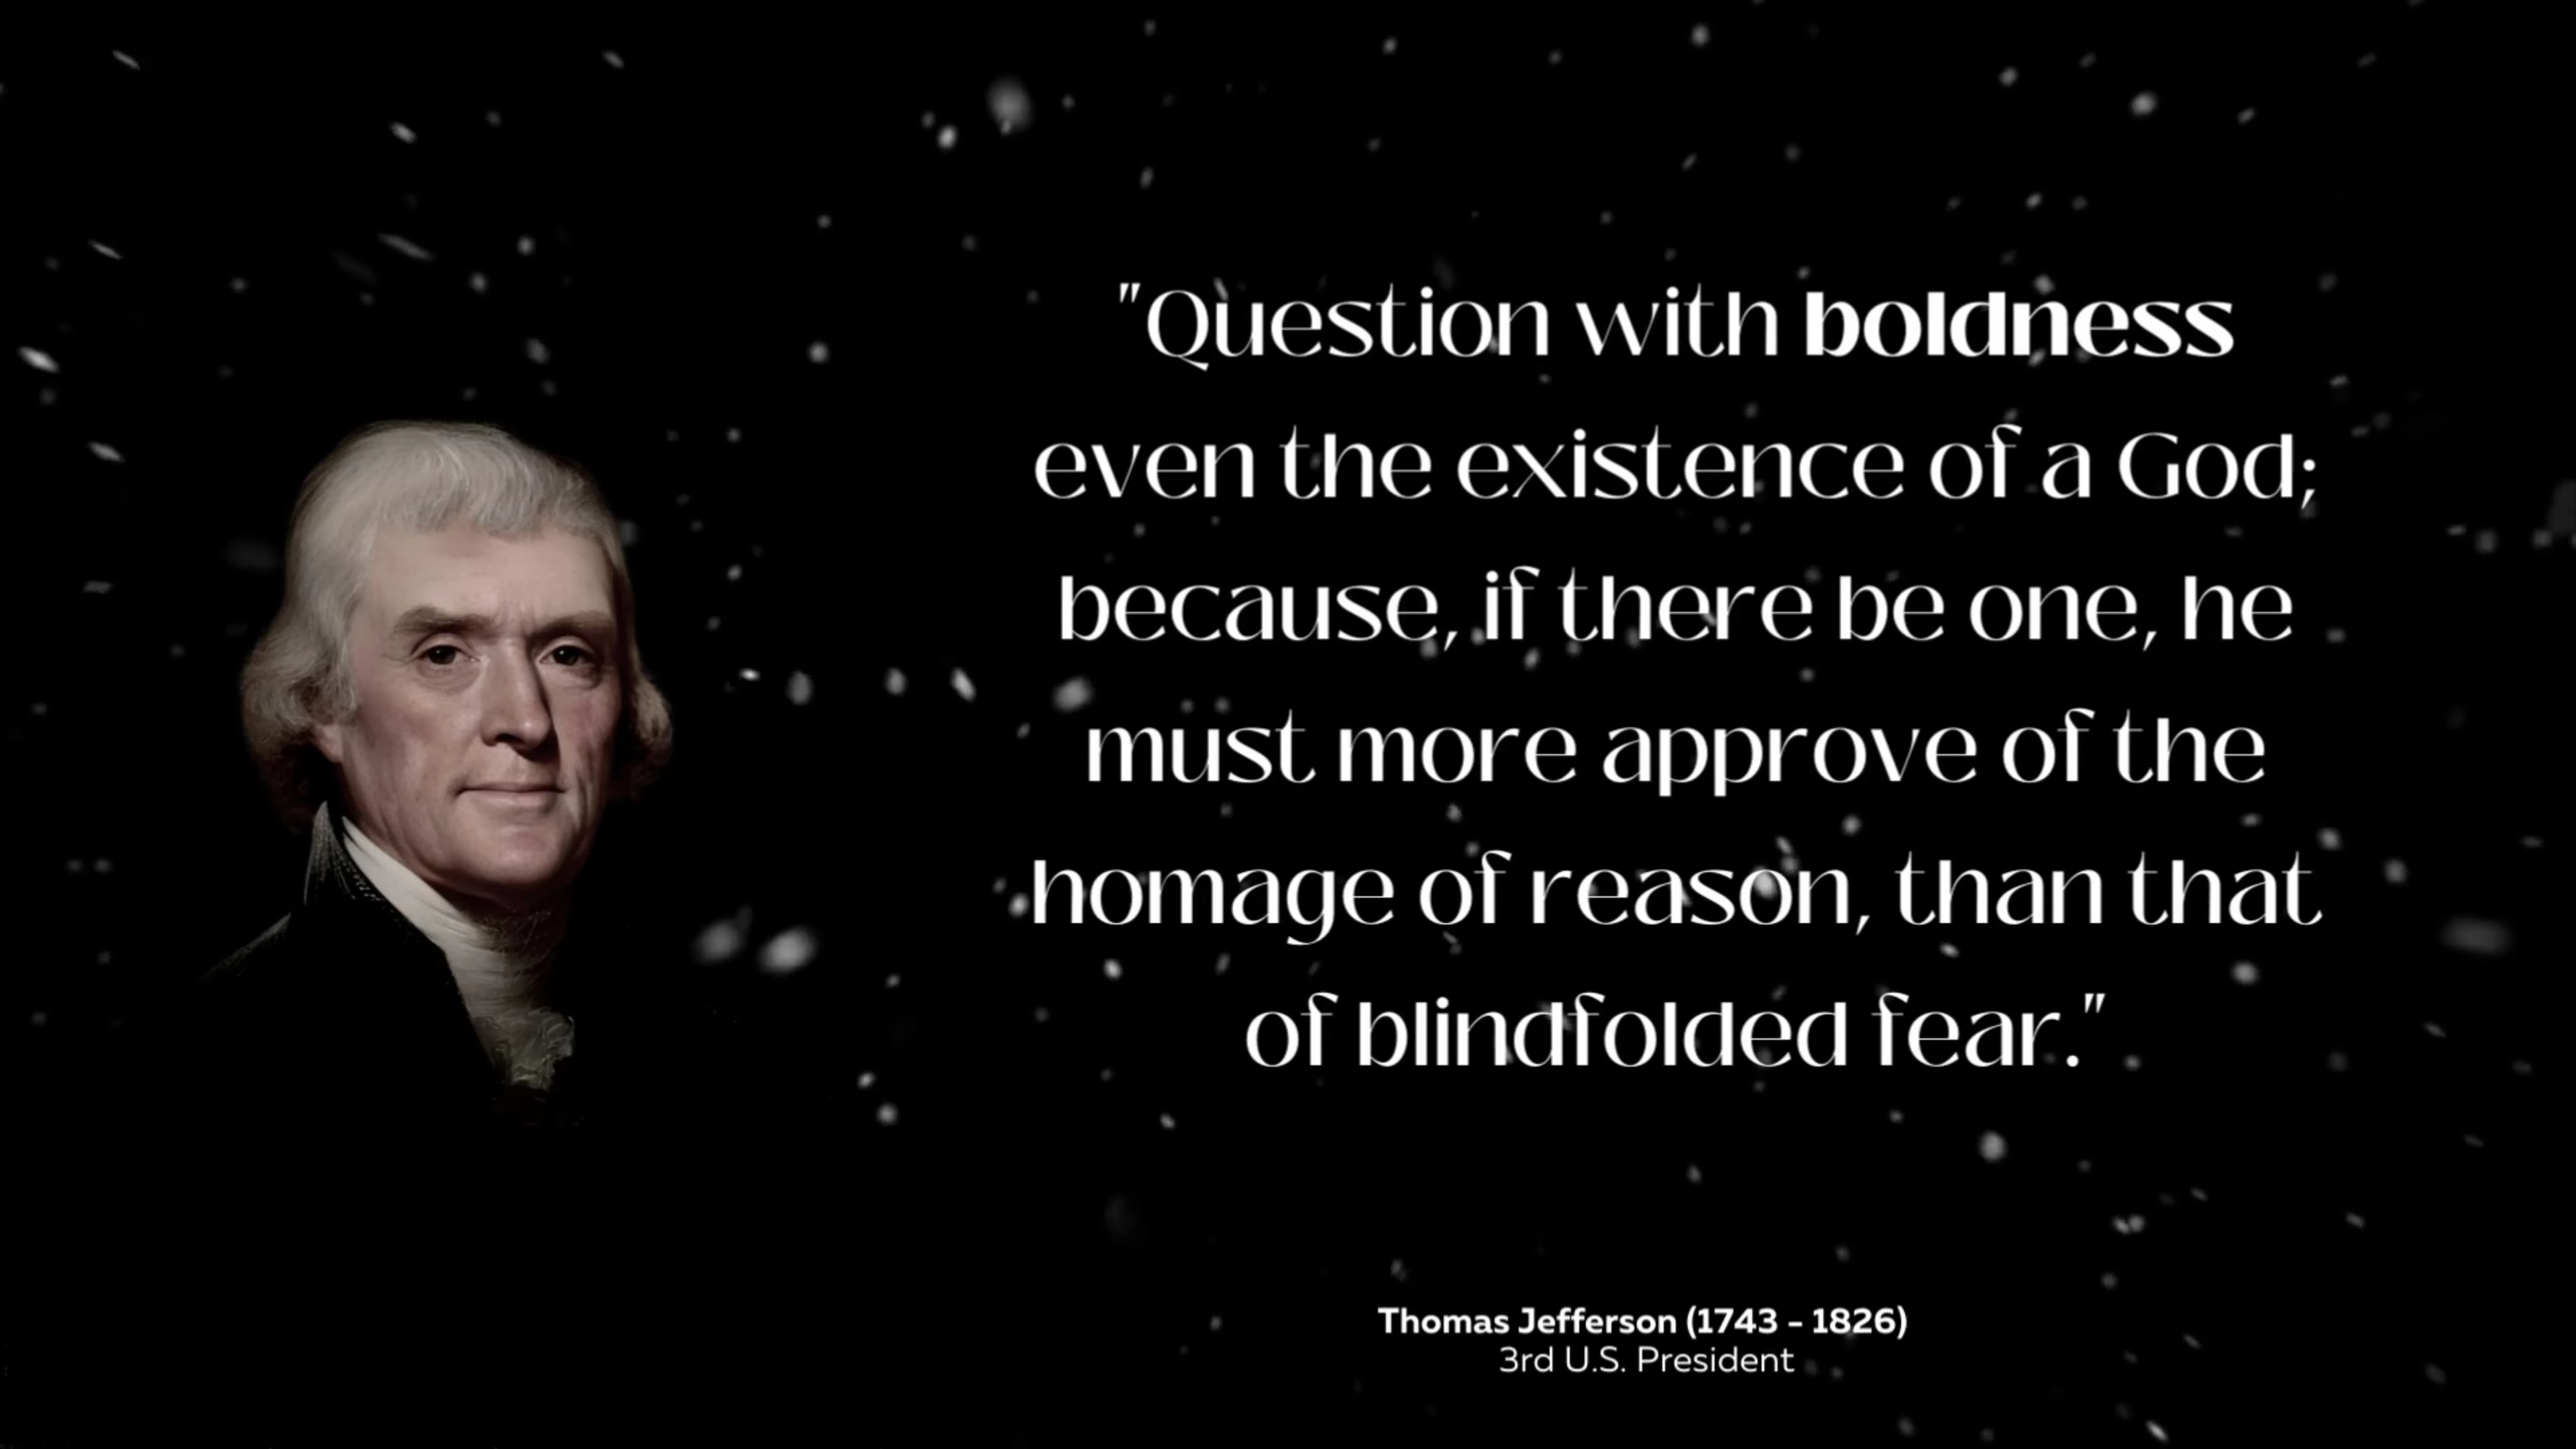 "Question with boldness
even the existence of a God;
because, if there be one, he
must more approve of the
homage of reason, than that
of blindfolded fear."
Thomas Jefferson (1743 - 1826)
3rd U.S. President